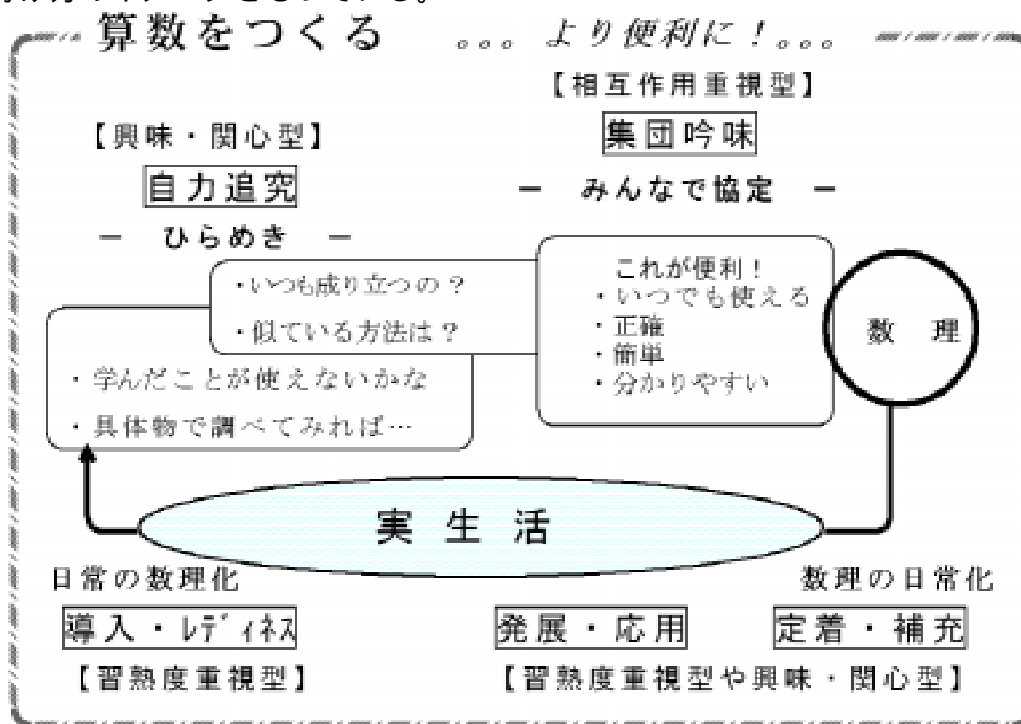 算数をつくる 。。。より便利に！。。。
【相互作用重視型】
集団吟味
－ みんなで協定 －
【興味・関心型】
自力追究
－ ひらめき －
・いつも成り立つの？
・似ている方法は？
・学んだことが使えないかな
・具体物で調べてみれば…
これが便利！
・いつでも使える
・正確
・簡単
・分かりやすい
数 理
実 生 活
日常の数理化
導入・ﾚﾃﾞｨﾈｽ
【習熟度重視型】
数理の日常化
発展・応用 定着・補充
【習熟度重視型や興味・関心型】